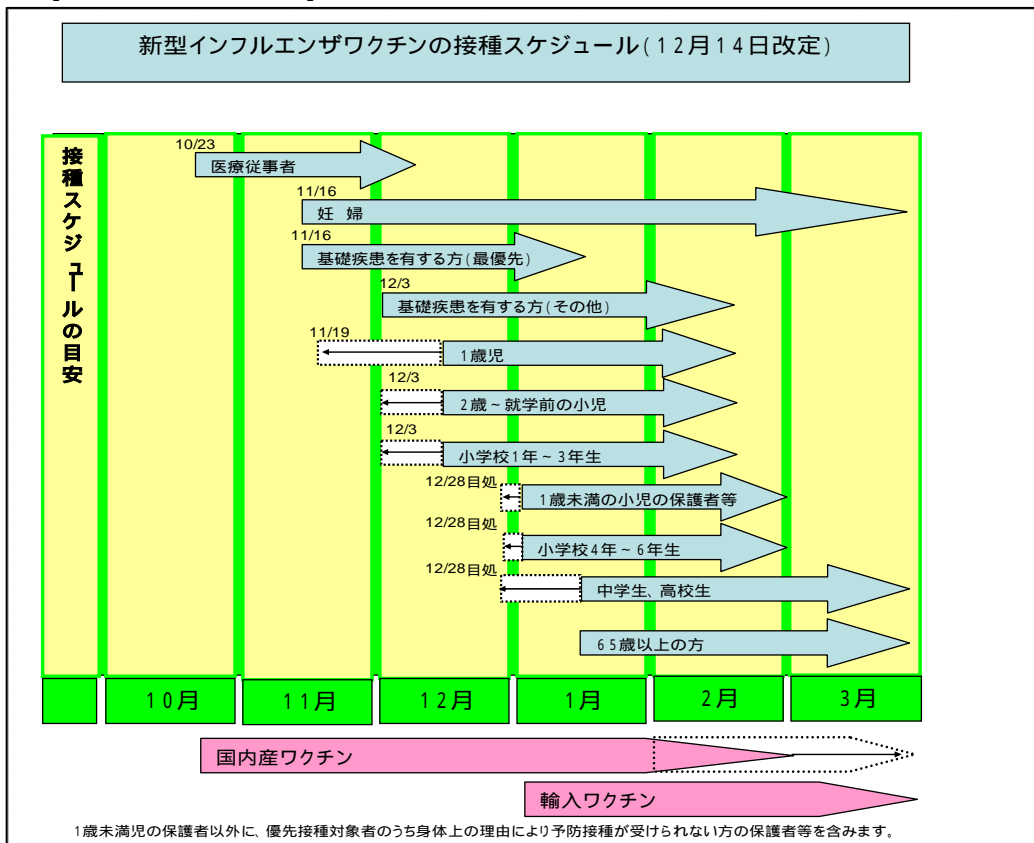 新型インフルエンザワクチンの接種スケジュール(12月14日改定)
接種スケジュールの目安
10/23
医療従事者
11/16
妊 婦
11/16
基礎疾患を有する方(最優先)
12/3
基礎疾患を有する方(その他)
11/19
1歳児
12/3
2歳～就学前の小児
12/3
小学校1年～3年生
12/28目処
1歳未満の小児の保護者等
12/28目処
小学校4年～6年生
12/28目処
中学生、高校生
65歳以上の方
10月 11月 12月 1月 2月 3月
国内産ワクチン
輸入ワクチン
1歳未満児の保護者以外に、優先接種対象者のうち身体上の理由により予防接種が受けられない方の保護者等を含みます。